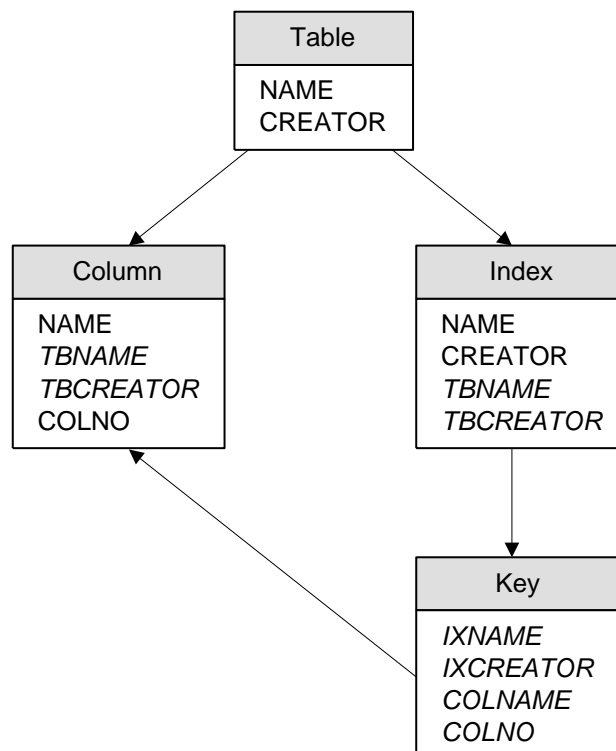 Table
NAME
CREATOR
Column
NAME
TBNAME
TBCREATOR
COLNO
Index
NAME
CREATOR
TBNAME
TBCREATOR
Key
IXNAME
IXCREATOR
COLNAME
COLNO